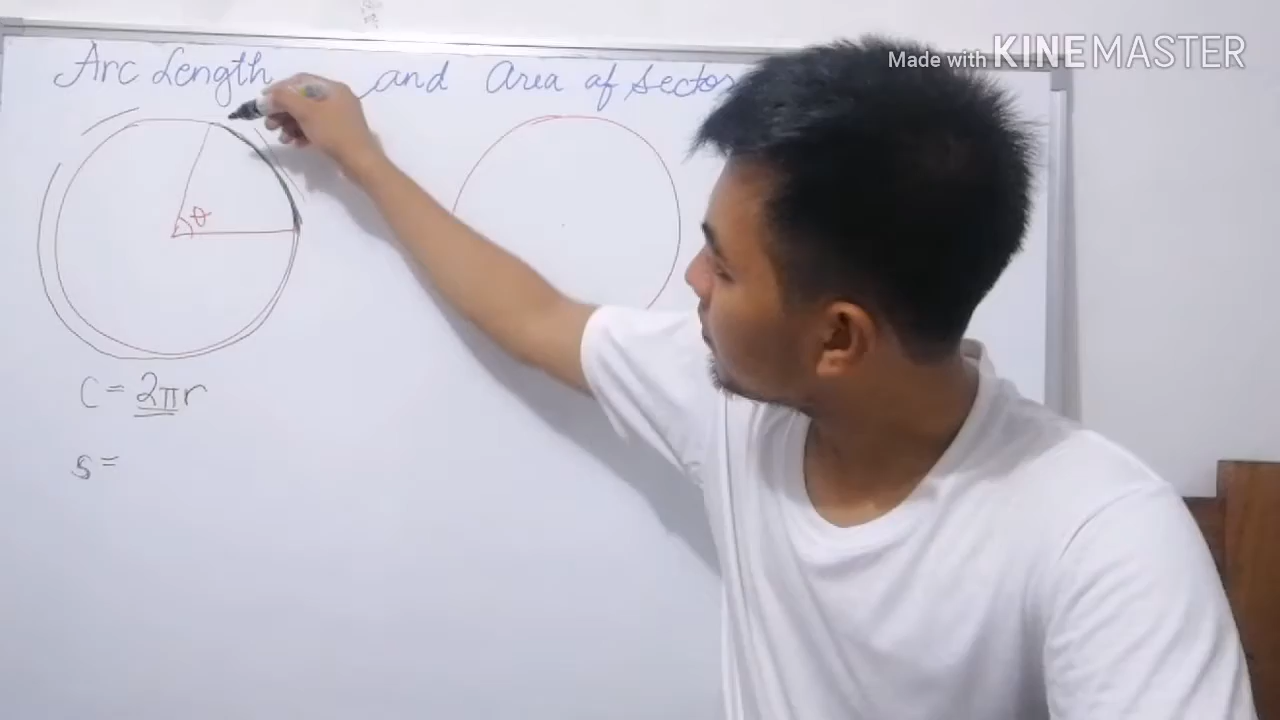 Made with KINEMASTER
Arc Length and Area of Sector
θ
C = 2πr
s =